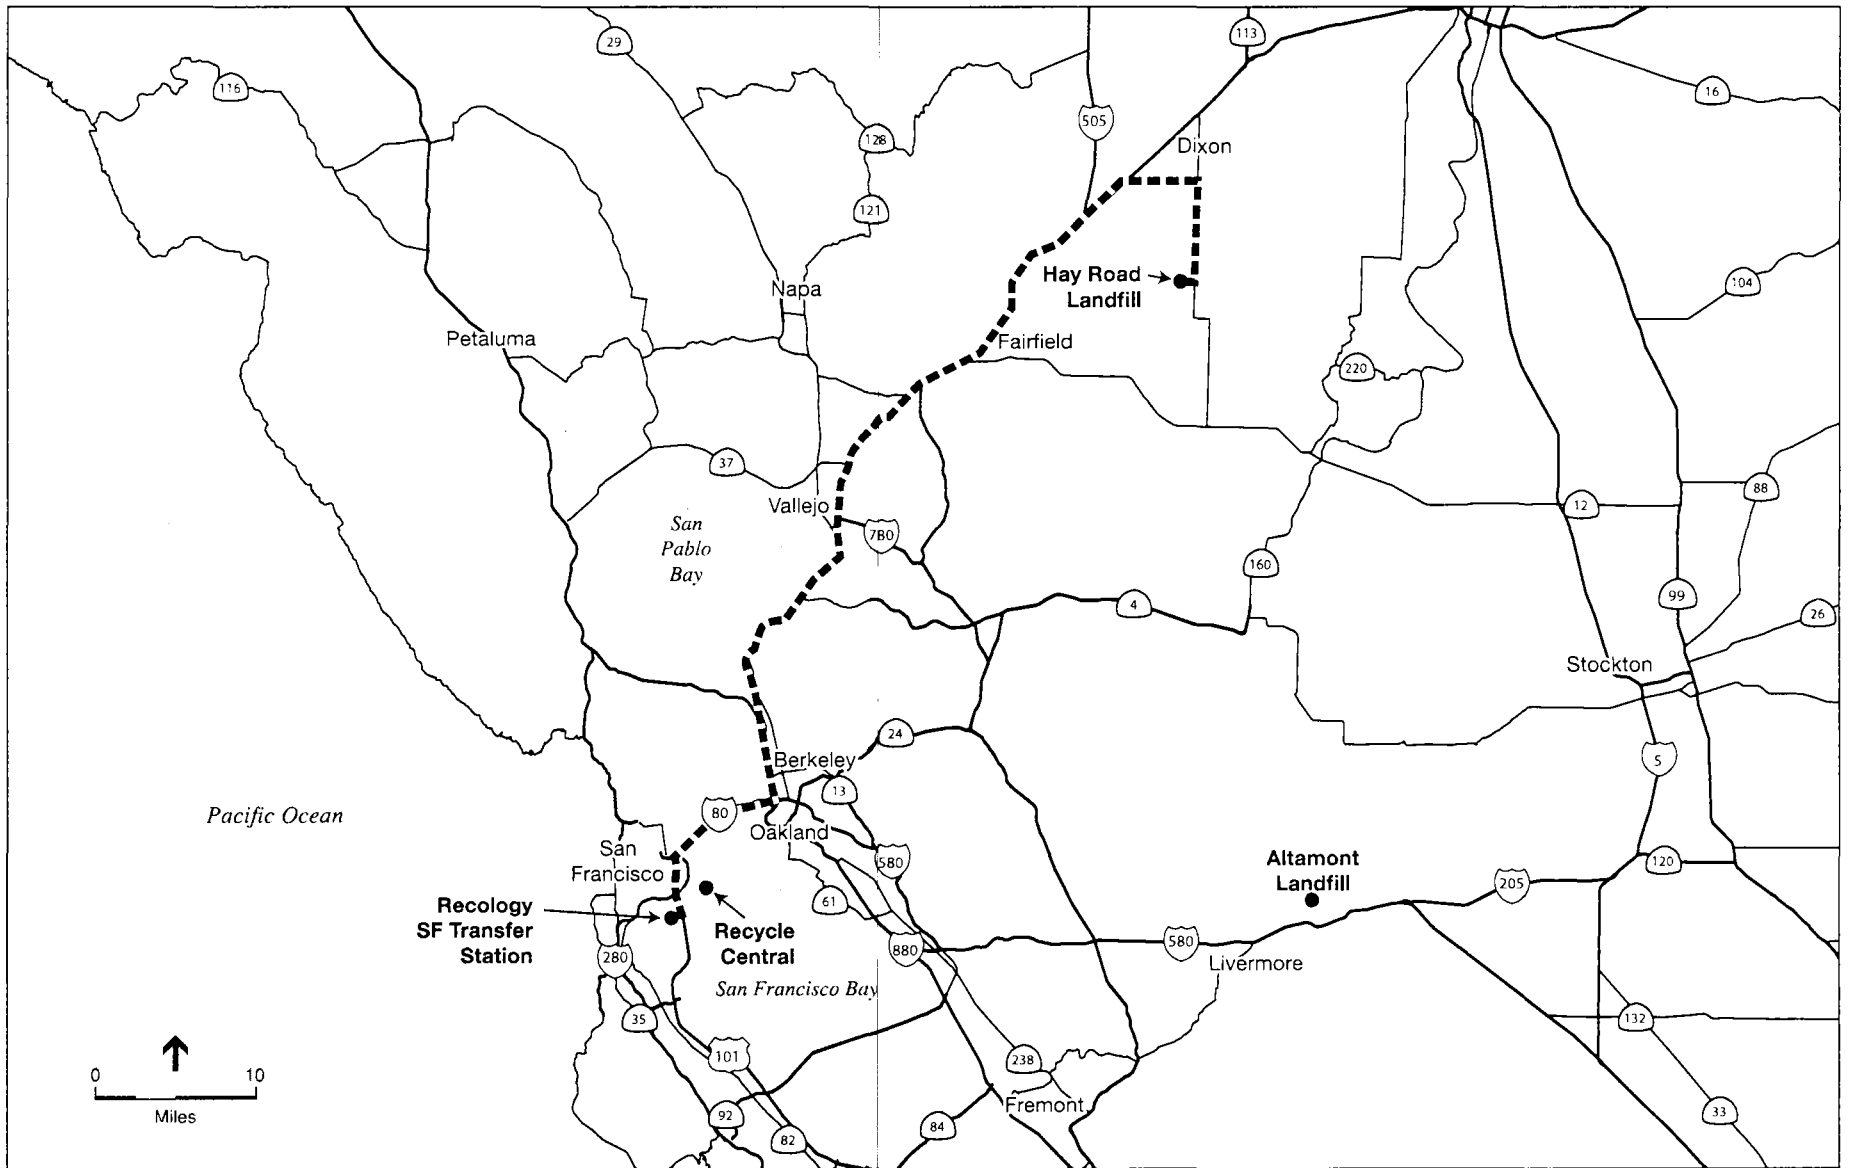 29
113
116
16
505
128
Dixon
121
Hay Road
Landfill
104
Napa
Petaluma
Fairfield
220
37
88
Vallejo
12
San
Pablo
Bay
780
160
4
99
26
Stockton
24
5
Berkeley
13
80
Pacific Ocean
Oakland
San
Francisco
580
Altamont
Landfill
120
205
61
Recology
SF Transfer
Station
Recycle
Central
880
580
280
Livermore
San Francisco Bay
35
132
101
238
0
10
Miles
Fremont
92
84
82
33